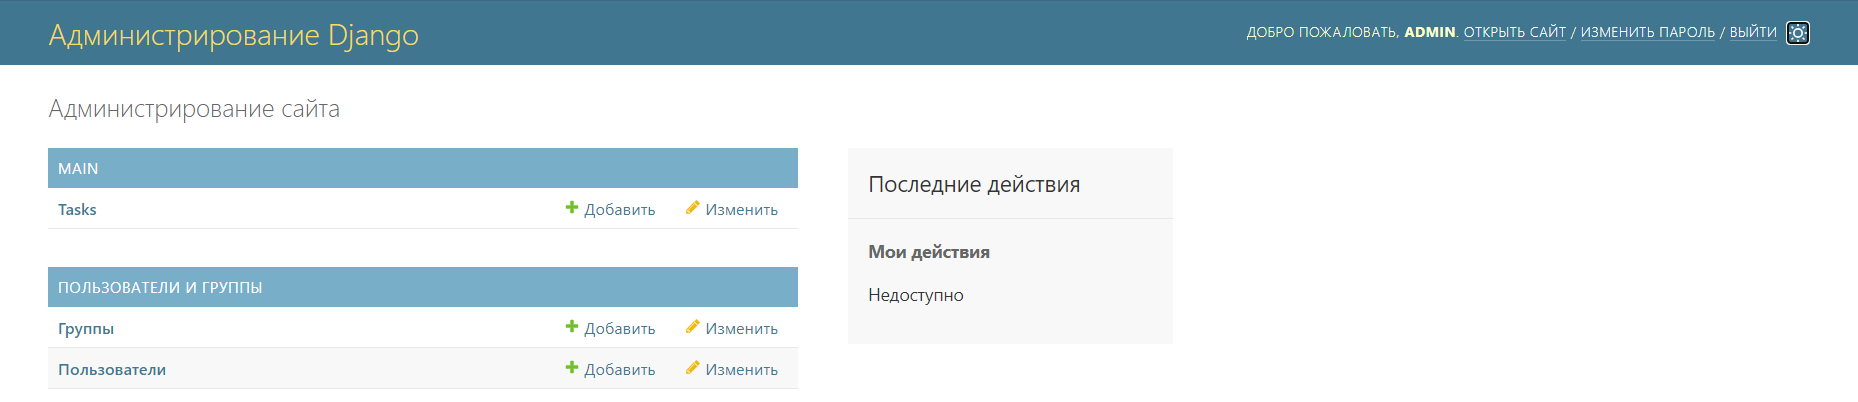 Администрирование Django
ДОБРО ПОЖАЛОВАТЬ, ADMIN. ОТКРЫТЬ САЙТ / ИЗМЕНИТЬ ПАРОЛЬ / ВЫЙТИ
Администрирование сайта
MAIN
Tasks Добавить Изменить
ПОЛЬЗОВАТЕЛИ И ГРУППЫ
Группы Добавить Изменить
Пользователи Добавить Изменить
Последние действия
Мои действия
Недоступно